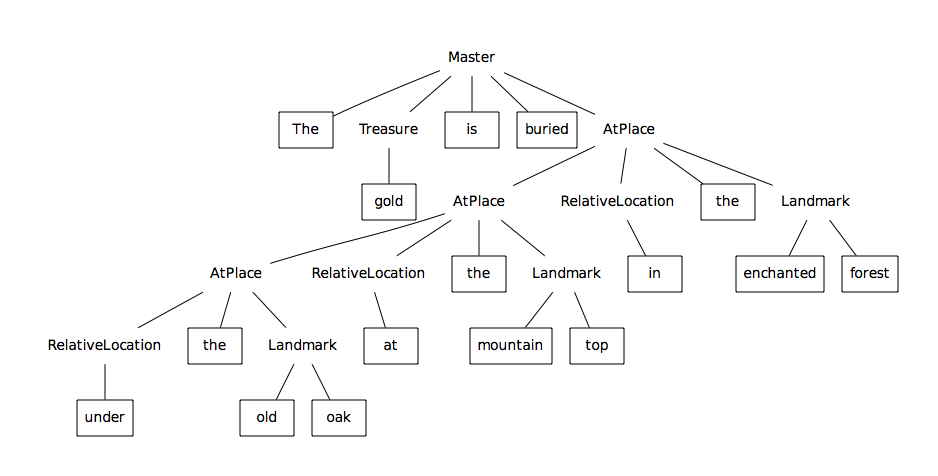 Master
The Treasure is buried AtPlace
gold AtPlace RelativeLocation the Landmark
AtPlace RelativeLocation the Landmark in enchanted forest
RelativeLocation the Landmark at mountain top
under old oak